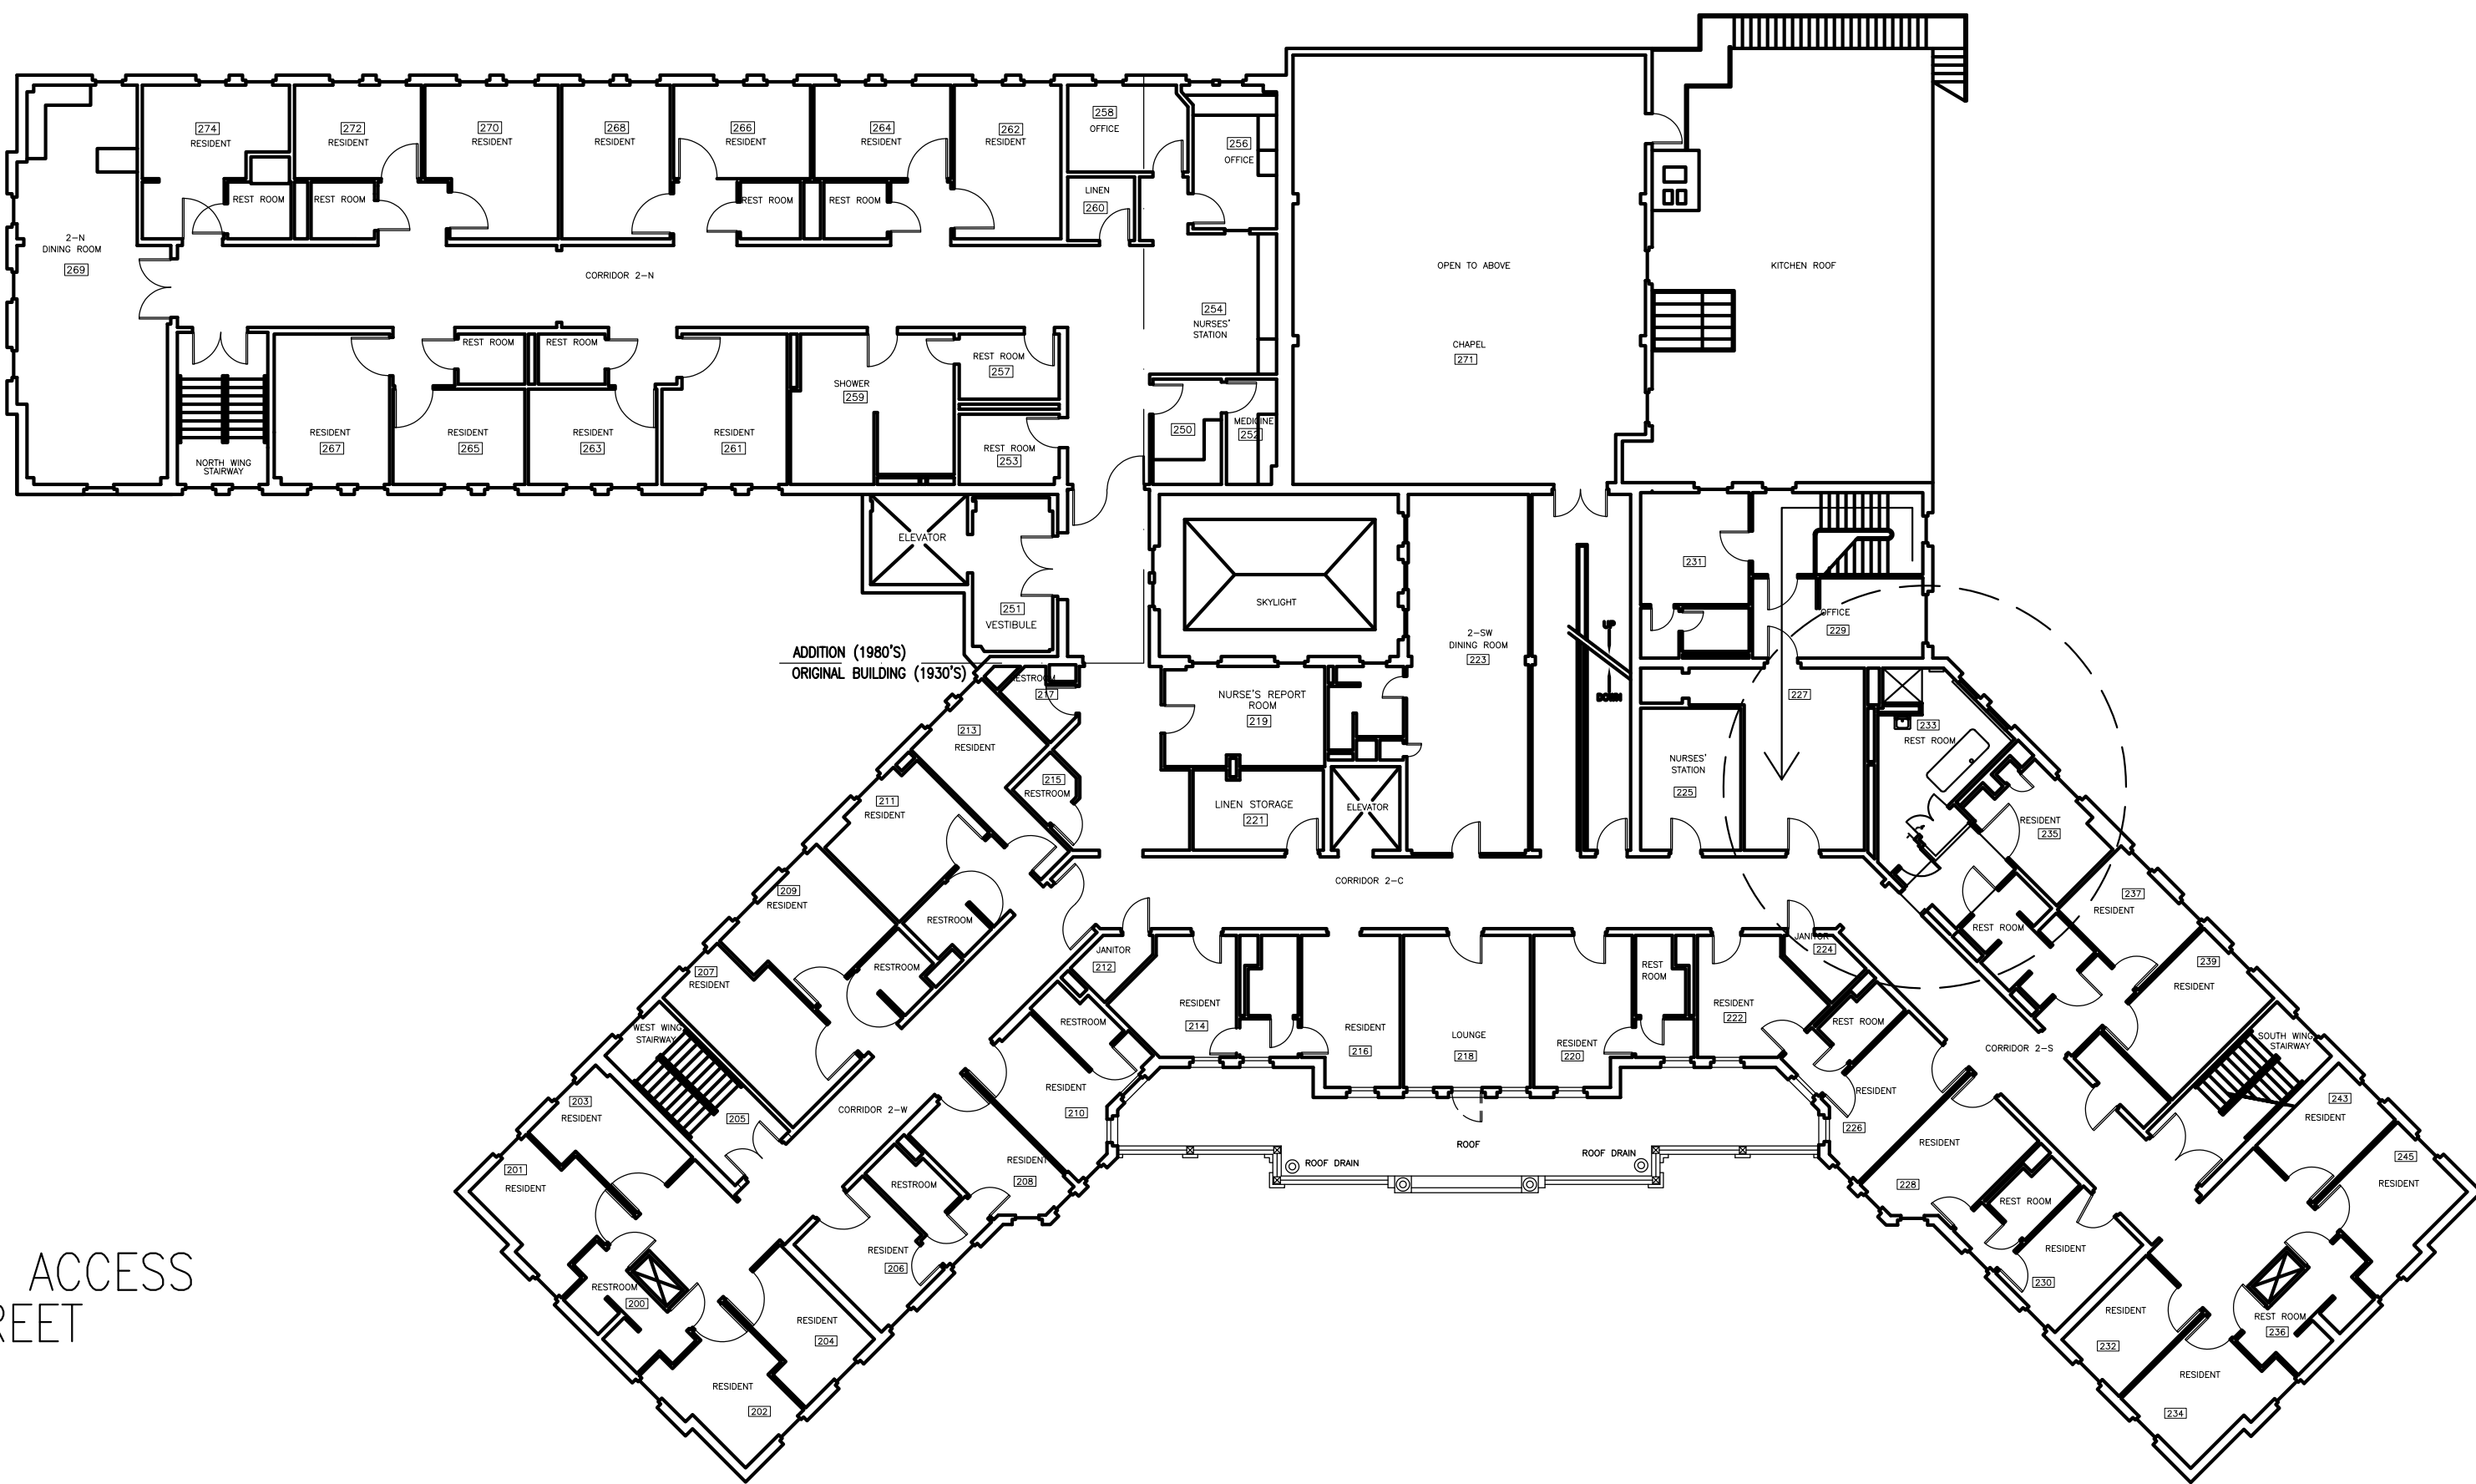 274
RESIDENT
272
RESIDENT
270
RESIDENT
268
RESIDENT
266
RESIDENT
264
RESIDENT
262
RESIDENT
258
OFFICE
256
OFFICE
REST ROOM
REST ROOM
REST ROOM
REST ROOM
LINEN
260
2-N
DINING ROOM
269
CORRIDOR 2-N
OPEN TO ABOVE
KITCHEN ROOF
254
NURSES'
STATION
CHAPEL
271
REST ROOM
REST ROOM
REST ROOM
257
SHOWER
259
RESIDENT
267
RESIDENT
265
RESIDENT
263
RESIDENT
261
REST ROOM
253
250
MEDICINE
252
NORTH WING
STAIRWAY
ELEVATOR
251
VESTIBULE
SKYLIGHT
231
OFFICE
229
UP
DOWN
2-SW
DINING ROOM
223
ADDITION (1980'S)
ORIGINAL BUILDING (1930'S)
RESTROOM
217
NURSE'S REPORT
ROOM
219
227
213
RESIDENT
233
REST ROOM
NURSES'
STATION
225
215
RESTROOM
211
RESIDENT
LINEN STORAGE
221
ELEVATOR
RESIDENT
235
CORRIDOR 2-C
209
RESIDENT
237
RESIDENT
RESTROOM
REST ROOM
JANITOR
212
JANITOR
224
207
RESIDENT
RESTROOM
REST
ROOM
239
RESIDENT
RESIDENT
214
RESIDENT
216
LOUNGE
218
RESIDENT
220
RESIDENT
222
RESTROOM
REST ROOM
WEST WING
STAIRWAY
SOUTH WING
STAIRWAY
CORRIDOR 2-S
RESIDENT
210
RESIDENT
226
203
RESIDENT
205
CORRIDOR 2-W
243
RESIDENT
ROOF
ROOF DRAIN
ROOF DRAIN
201
RESIDENT
RESIDENT
208
RESIDENT
228
245
RESIDENT
RESTROOM
REST ROOM
RESIDENT
206
RESIDENT
230
ACCESS
REET
RESTROOM
200
RESIDENT
204
RESIDENT
232
REST ROOM
236
RESIDENT
202
RESIDENT
234